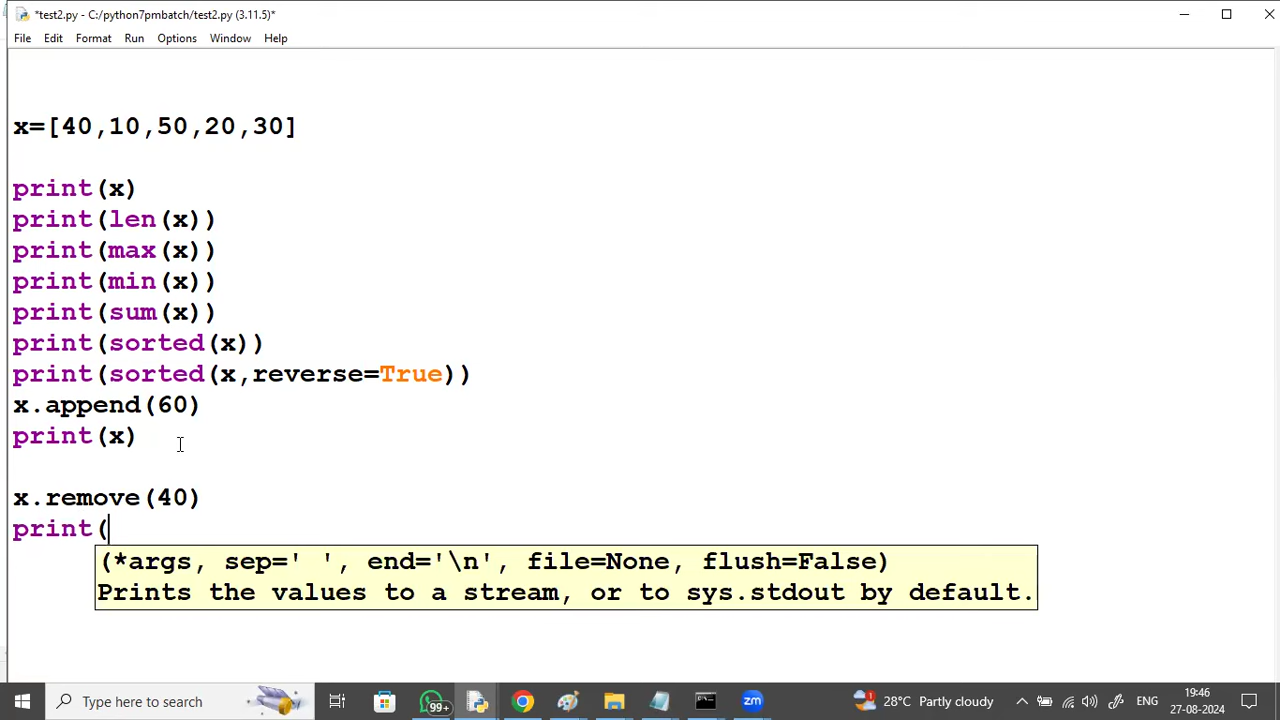 *test2.py - C:/python7pmbatch/test2.py (3.11.5)*
File Edit Format Run Options Window Help
x=[40,10,50,20,30]
print(x)
print(len(x))
print(max(x))
print(min(x))
print(sum(x))
print(sorted(x))
print(sorted(x,reverse=True))
x.append(60)
print(x)
x.remove(40)
print(
(*args, sep=' ', end='\n', file=None, flush=False)
Prints the values to a stream, or to sys.stdout by default.
Type here to search
99+
zm
1
28°C Partly cloudy
ENG
19:46
27-08-2024